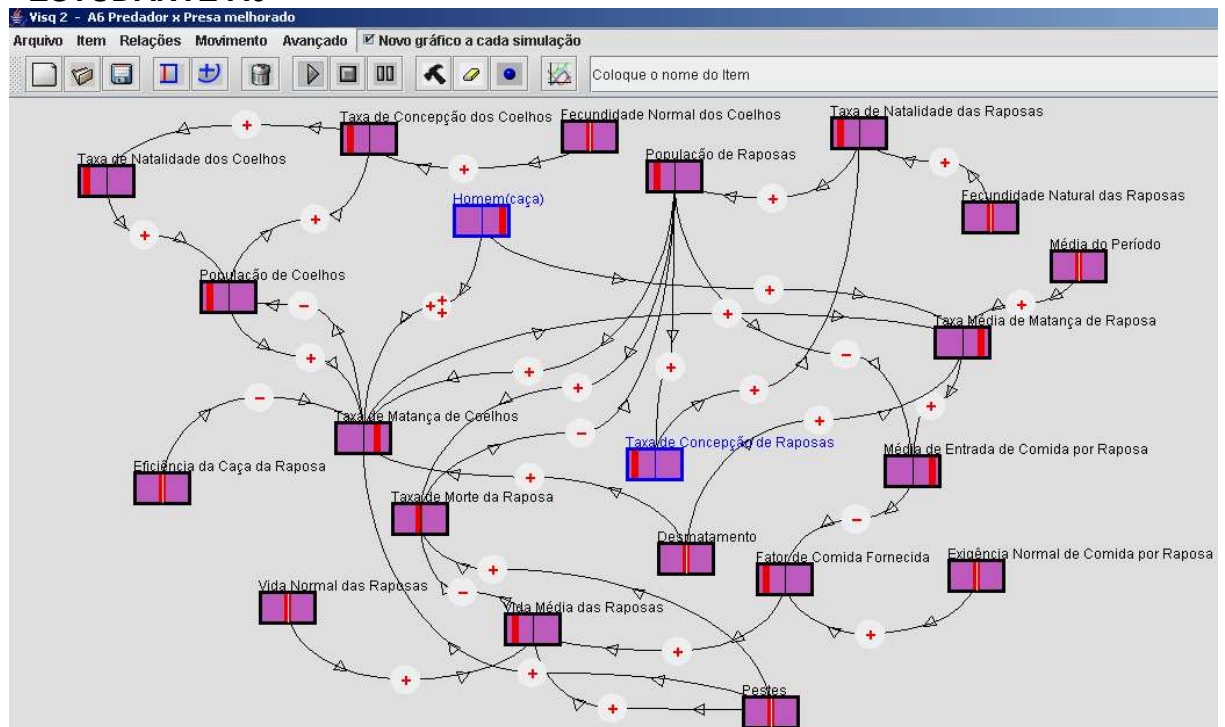 Visq 2 - A6 Predador x Presa melhorado
Arquivo Item Relações Movimento Avançado Novo gráfico a cada simulação
Coloque o nome do Item
Taxa de Concepção dos Coelhos
Fecundidade Normal dos Coelhos
Taxa de Natalidade das Raposas
Taxa de Natalidade dos Coelhos
População de Raposas
Homem(caça)
Fecundidade Natural das Raposas
Média do Período
População de Coelhos
Taxa Média de Matança de Raposa
Taxa de Matança de Coelhos
Taxa de Concepção de Raposas
Média de Entrada de Comida por Raposa
Eficiência da Caça da Raposa
Taxa de Morte da Raposa
Desmatamento
Fator de Comida Fornecida
Exigência Normal de Comida por Raposa
Vida Normal das Raposas
Vida Média das Raposas
Pestes